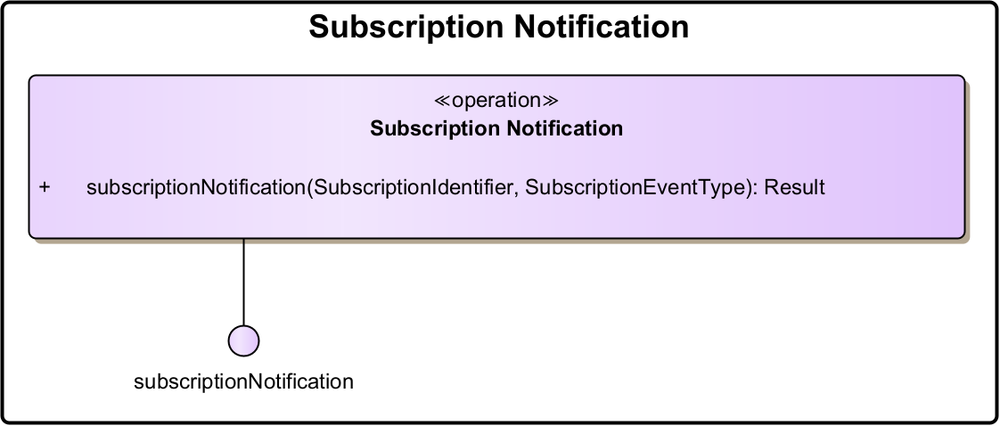 Subscription Notification
≪operation≫
Subscription Notification
+ subscriptionNotification(SubscriptionIdentifier, SubscriptionEventType): Result
subscriptionNotification